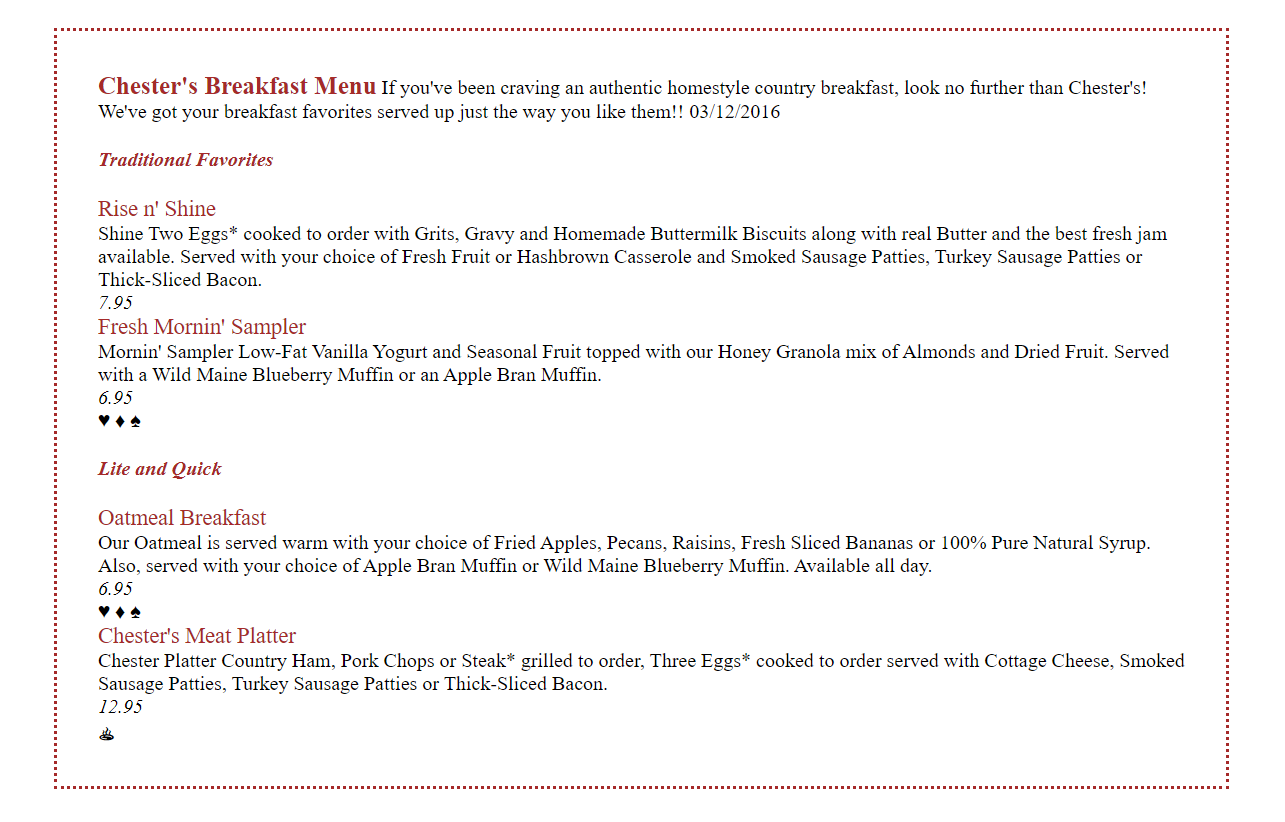 Chester's Breakfast Menu If you've been craving an authentic homestyle country breakfast, look no further than Chester's!
We've got your breakfast favorites served up just the way you like them!! 03/12/2016
Traditional Favorites
Rise n' Shine
Shine Two Eggs* cooked to order with Grits, Gravy and Homemade Buttermilk Biscuits along with real Butter and the best fresh jam
available. Served with your choice of Fresh Fruit or Hashbrown Casserole and Smoked Sausage Patties, Turkey Sausage Patties or
Thick-Sliced Bacon.
7.95
Fresh Mornin' Sampler
Mornin' Sampler Low-Fat Vanilla Yogurt and Seasonal Fruit topped with our Honey Granola mix of Almonds and Dried Fruit. Served
with a Wild Maine Blueberry Muffin or an Apple Bran Muffin.
6.95
♥ ♦ ♠
Lite and Quick
Oatmeal Breakfast
Our Oatmeal is served warm with your choice of Fried Apples, Pecans, Raisins, Fresh Sliced Bananas or 100% Pure Natural Syrup.
Also, served with your choice of Apple Bran Muffin or Wild Maine Blueberry Muffin. Available all day.
6.95
♥ ♦ ♠
Chester's Meat Platter
Chester Platter Country Ham, Pork Chops or Steak* grilled to order, Three Eggs* cooked to order served with Cottage Cheese, Smoked
Sausage Patties, Turkey Sausage Patties or Thick-Sliced Bacon.
12.95
♨